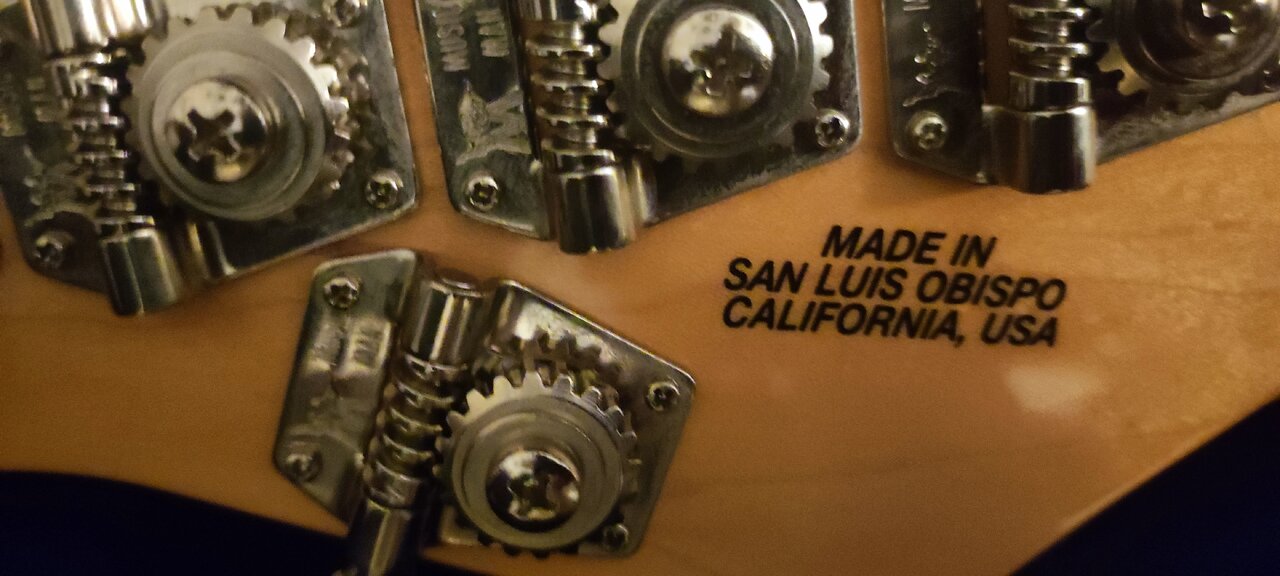 MADE IN
SAN LUIS OBISPO
CALIFORNIA, USA